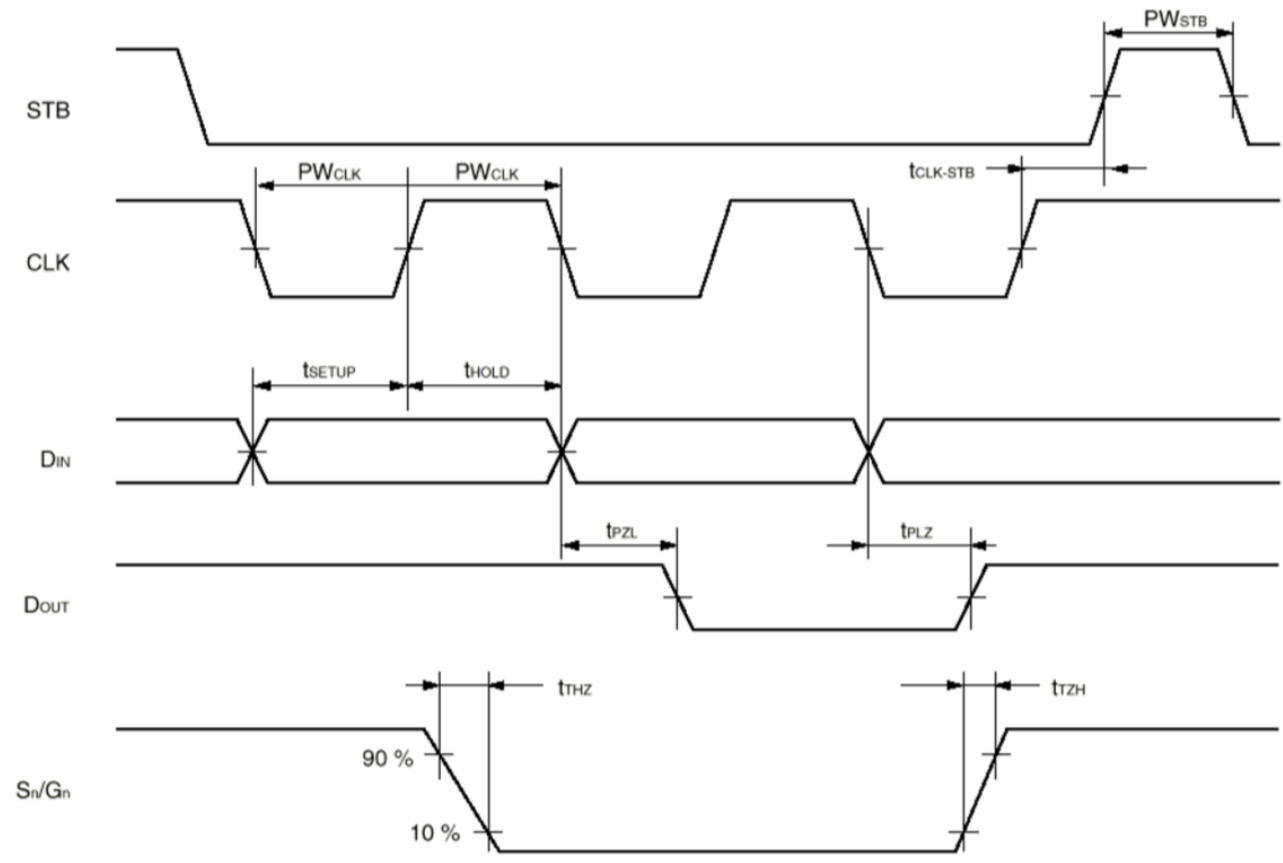 PWSTB
STB
PWCLK PWCLK tCLK-STB
CLK
tSETUP tHOLD
DIN
tPZL tPLZ
DOUT
tTHZ tTZH
90 %
Sn/Gn
10 %